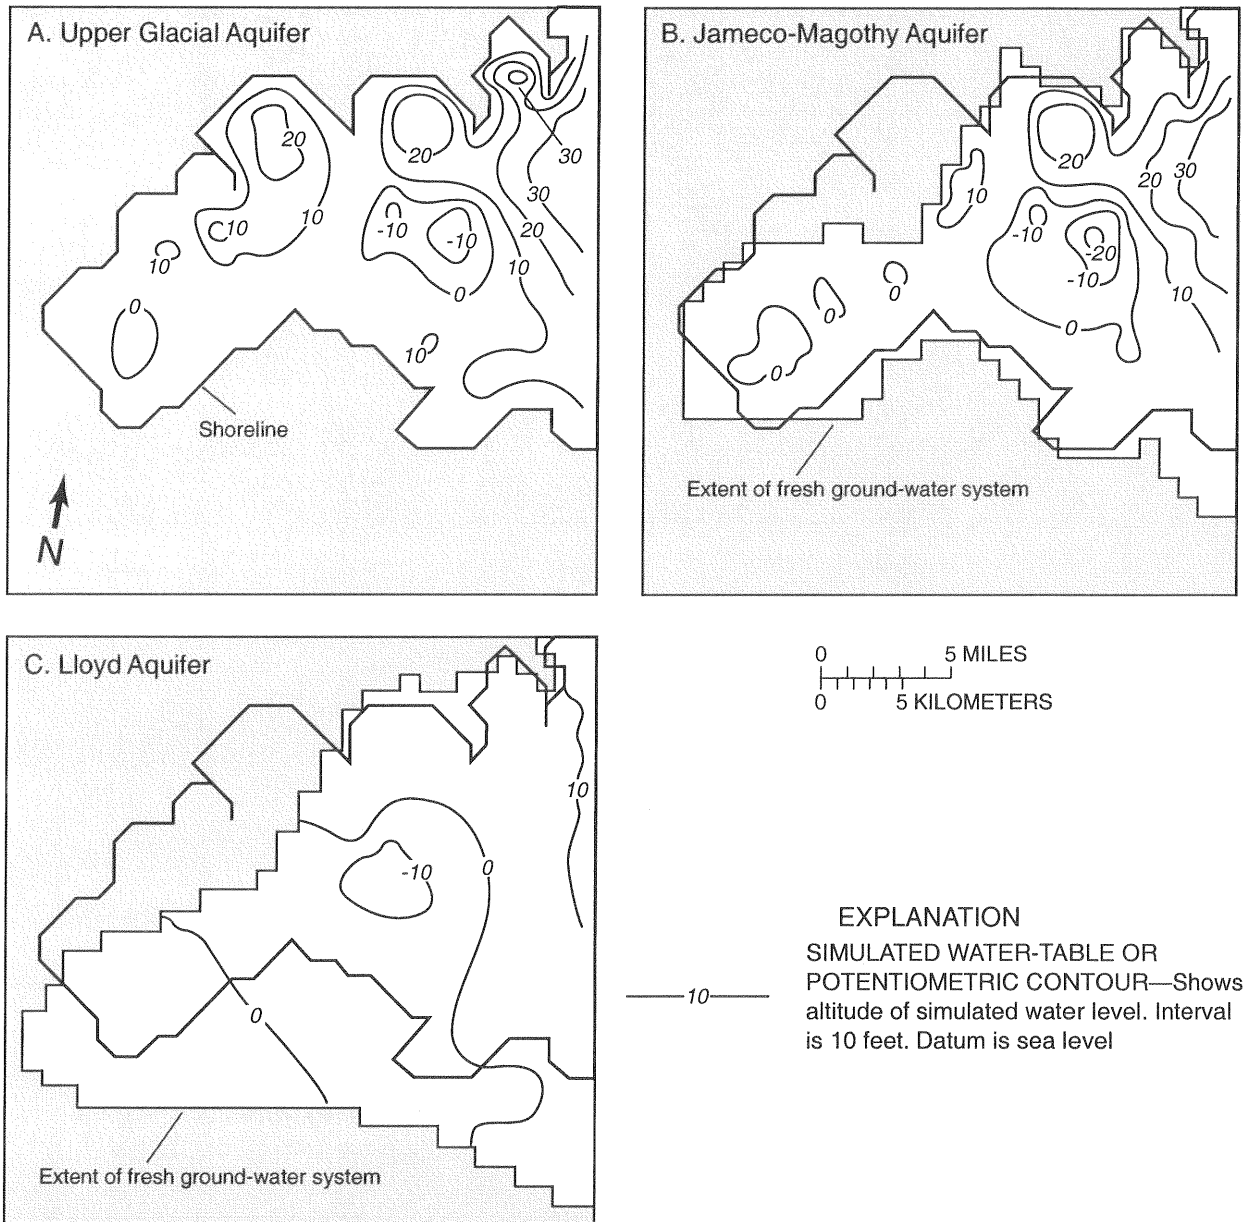 A. Upper Glacial Aquifer
20
20
30
10
30
10
-10
-10
20
10
10
0
0
10
Shoreline
N
B. Jameco-Magothy Aquifer
20
30
20
10
-10
-20
-10
0
10
0
0
0
Extent of fresh ground-water system
C. Lloyd Aquifer
10
-10
0
0
Extent of fresh ground-water system
0 5 MILES
0 5 KILOMETERS
EXPLANATION
10
SIMULATED WATER-TABLE OR
POTENTIOMETRIC CONTOUR—Shows
altitude of simulated water level. Interval
is 10 feet. Datum is sea level